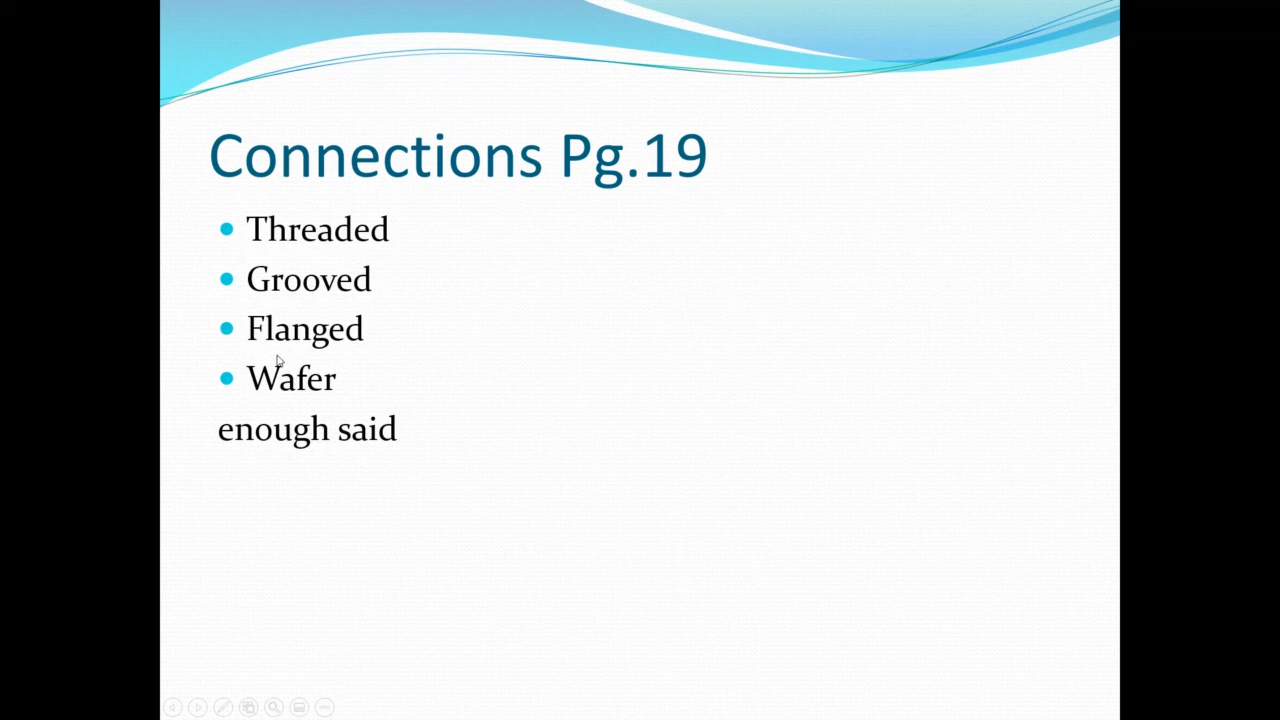 Connections Pg.19
Threaded
Grooved
Flanged
Wafer
enough said